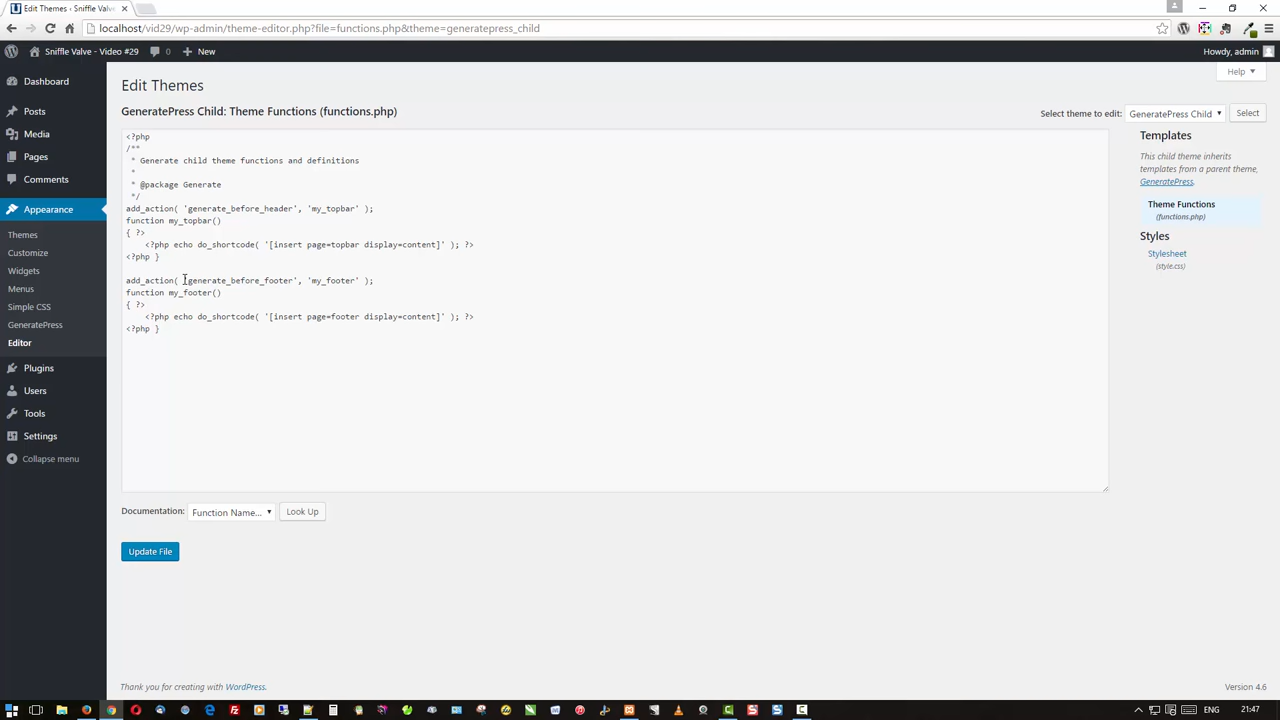 Edit Themes ‹ Sniffle Valve
localhost/vid29/wp-admin/theme-editor.php?file=functions.php&theme=generatepress_child
Sniffle Valve - Video #29
0
New
Howdy, admin
Help
Dashboard
Posts
Media
Pages
Comments
Appearance
Themes
Customize
Widgets
Menus
Simple CSS
GeneratePress
Editor
Plugins
Users
Tools
Settings
Collapse menu
Edit Themes
GeneratePress Child: Theme Functions (functions.php)
Select theme to edit:
GeneratePress Child
Select
<?php
/**
 * Generate child theme functions and definitions
 *
 * @package Generate
 */
add_action( 'generate_before_header', 'my_topbar' );
function my_topbar()
{ ?>
    <?php echo do_shortcode( '[insert page=topbar display=content]' ); ?>
<?php }
add_action( 'generate_before_footer', 'my_footer' );
function my_footer()
{ ?>
    <?php echo do_shortcode( '[insert page=footer display=content]' ); ?>
<?php }
Templates
This child theme inherits
templates from a parent theme,
GeneratePress.
Theme Functions
(functions.php)
Styles
Stylesheet
(style.css)
Documentation:
Function Name...
Look Up
Update File
Thank you for creating with WordPress.
Version 4.6
ENG
21:47